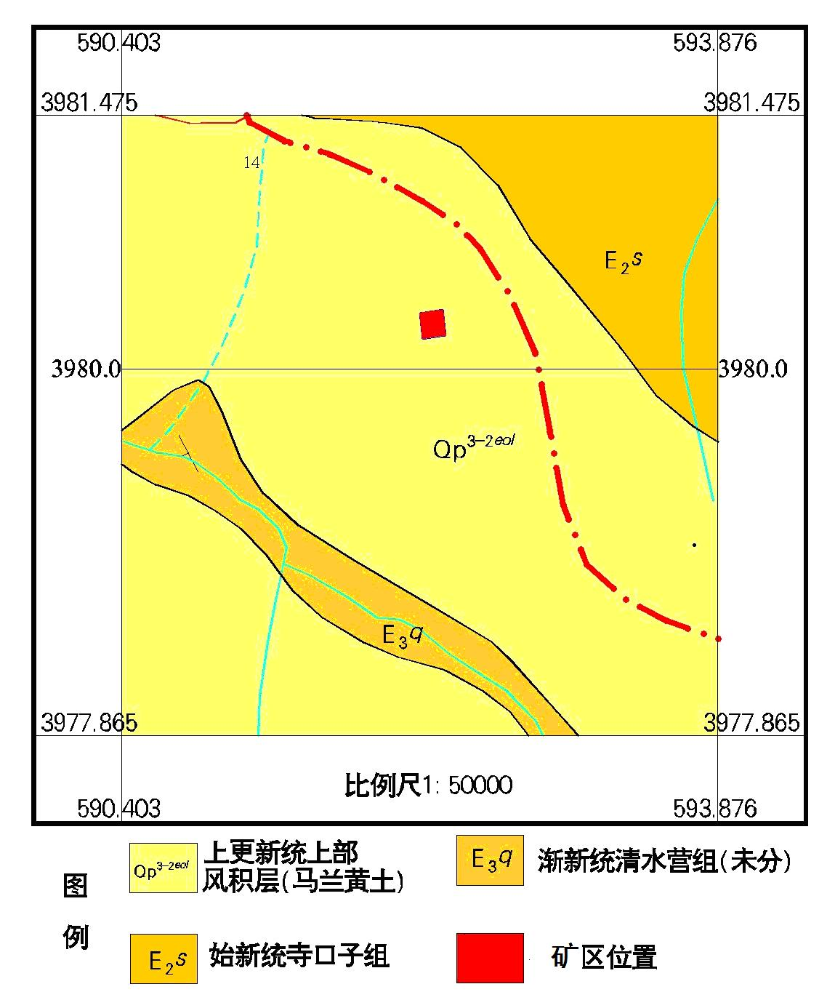 590.403 593.876
3981.475 3981.475
14
E2s
3980.0 3980.0
Qp3-2eol
E3q
3977.865 3977.865
比例尺1: 50000
590.403 593.876
图例
Qp3-2eol 上更新统上部
风积层(马兰黄土)
E3q 渐新统清水营组(未分)
E2s 始新统寺口子组
矿区位置